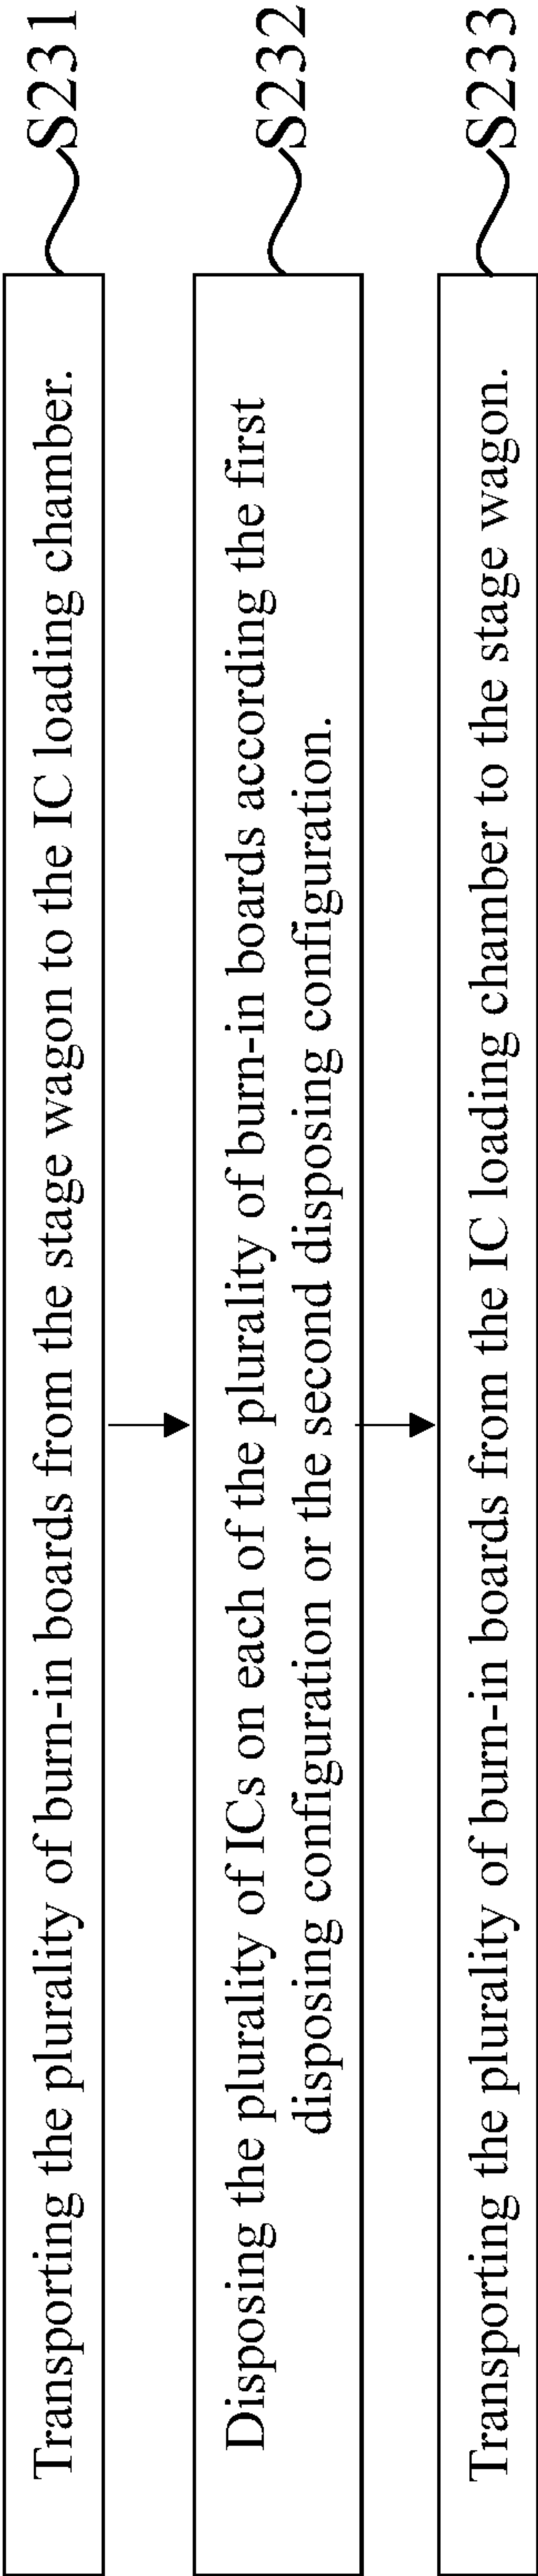 Transporting the plurality of burn-in boards from the stage wagon to the IC loading chamber.
S231
Disposing the plurality of ICs on each of the plurality of burn-in boards according the first
disposing configuration or the second disposing configuration.
S232
Transporting the plurality of burn-in boards from the IC loading chamber to the stage wagon.
S233